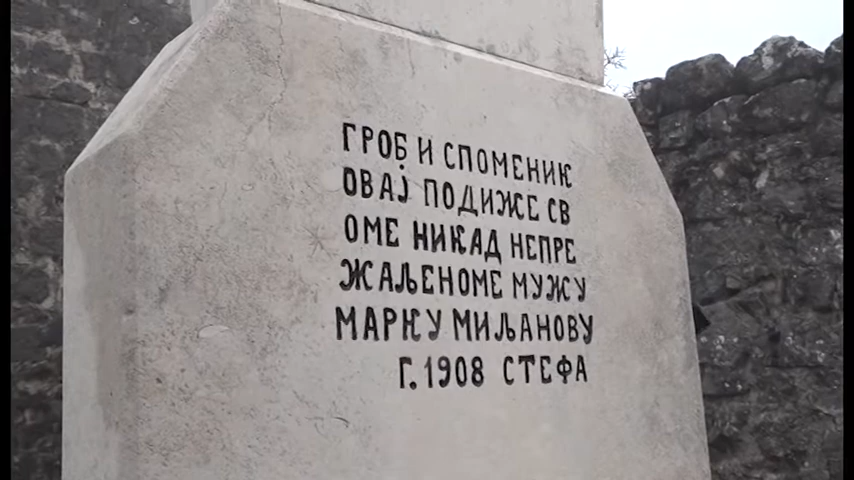 ГРОБ И СПОМЕНИК
ОВАЈ ПОДИЖЕ СВ
ОМЕ НИКАД НЕПРЕ
ЖАЉЕНОМЕ МУЖУ
МАРКУ МИЉАНОВУ
Г. 1908 СТЕФА